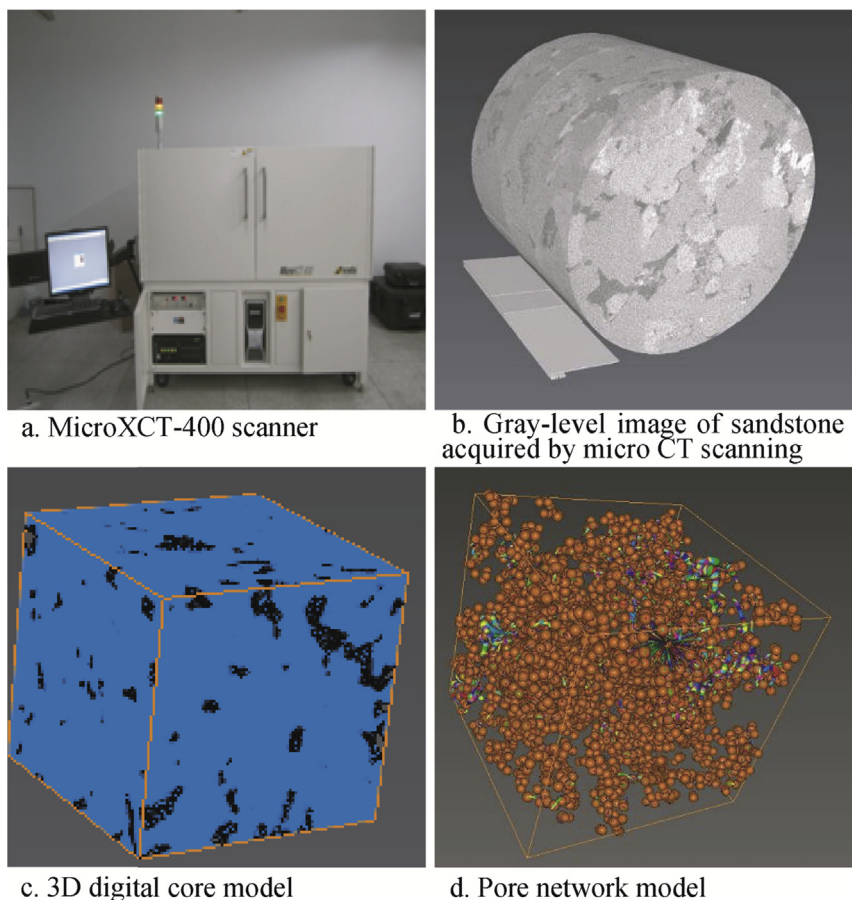 a. MicroXCT-400 scanner
b. Gray-level image of sandstone
acquired by micro CT scanning
c. 3D digital core model
d. Pore network model